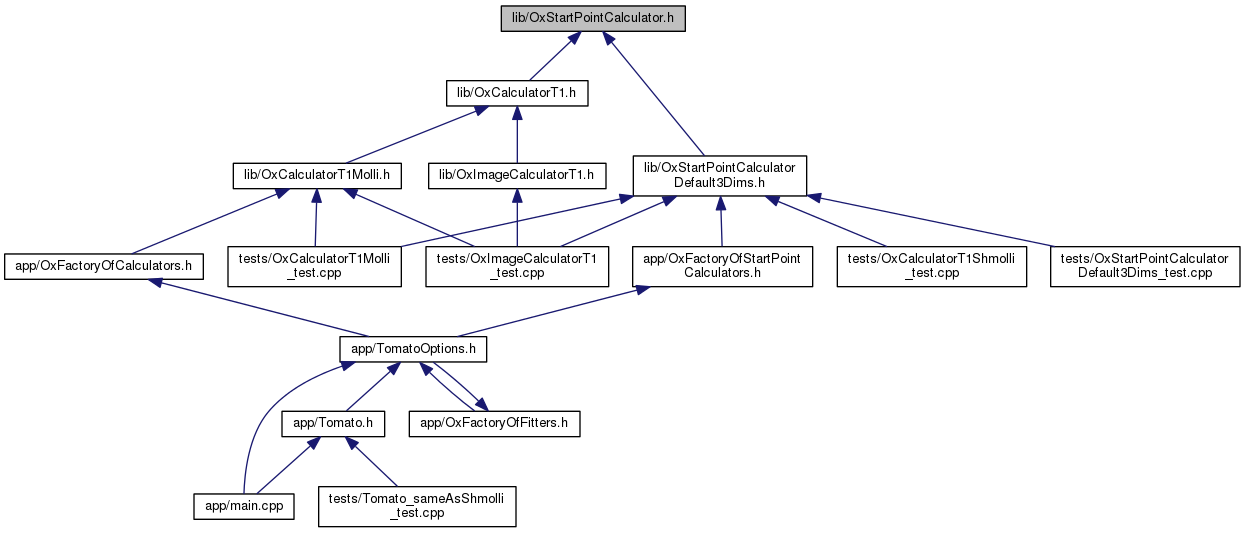 lib/OxStartPointCalculator.h
lib/OxCalculatorT1.h
lib/OxCalculatorT1Molli.h
lib/OxImageCalculatorT1.h
lib/OxStartPointCalculator
Default3Dims.h
app/OxFactoryOfCalculators.h
tests/OxCalculatorT1Molli
_test.cpp
tests/OxImageCalculatorT1
_test.cpp
app/OxFactoryOfStartPoint
Calculators.h
tests/OxCalculatorT1Shmolli
_test.cpp
tests/OxStartPointCalculator
Default3Dims_test.cpp
app/TomatoOptions.h
app/Tomato.h
app/OxFactoryOfFitters.h
app/main.cpp
tests/Tomato_sameAsShmolli
_test.cpp